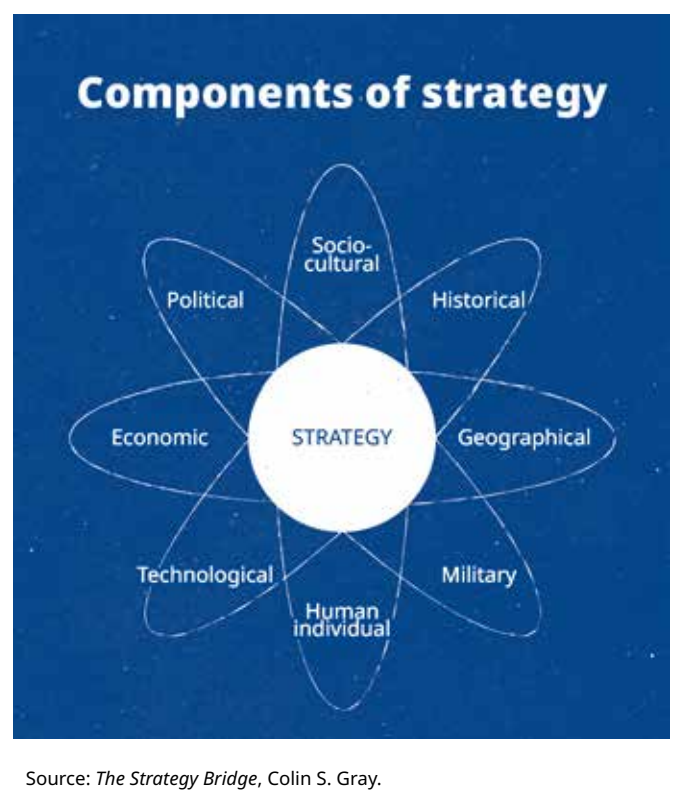 Components of strategy
Socio-
cultural
Political
Historical
Economic
STRATEGY
Geographical
Technological
Military
Human
individual
Source: The Strategy Bridge, Colin S. Gray.